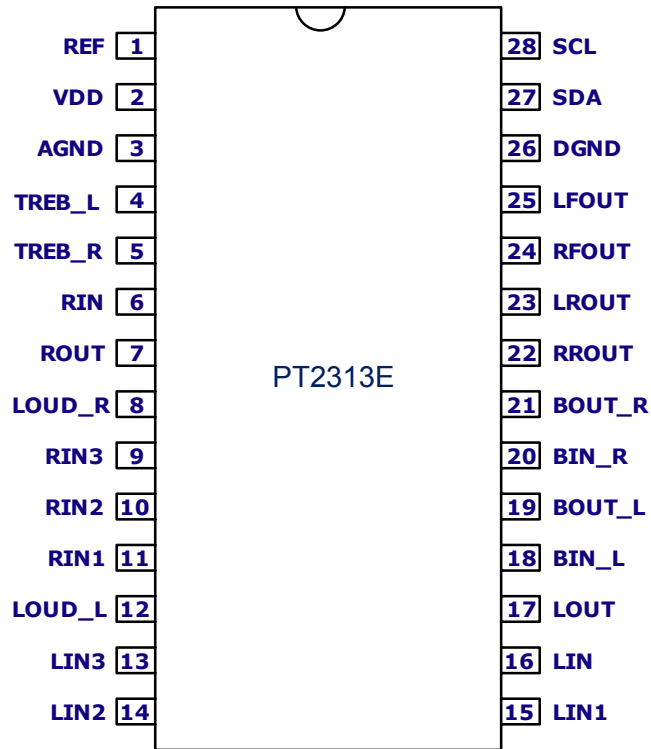 REF 1 28 SCL
VDD 2 27 SDA
AGND 3 26 DGND
TREB_L 4 25 LFOUT
TREB_R 5 24 RFOUT
RIN 6 23 LROUT
ROUT 7 22 RROUT
PT2313E
LOUD_R 8 21 BOUT_R
RIN3 9 20 BIN_R
RIN2 10 19 BOUT_L
RIN1 11 18 BIN_L
LOUD_L 12 17 LOUT
LIN3 13 16 LIN
LIN2 14 15 LIN1